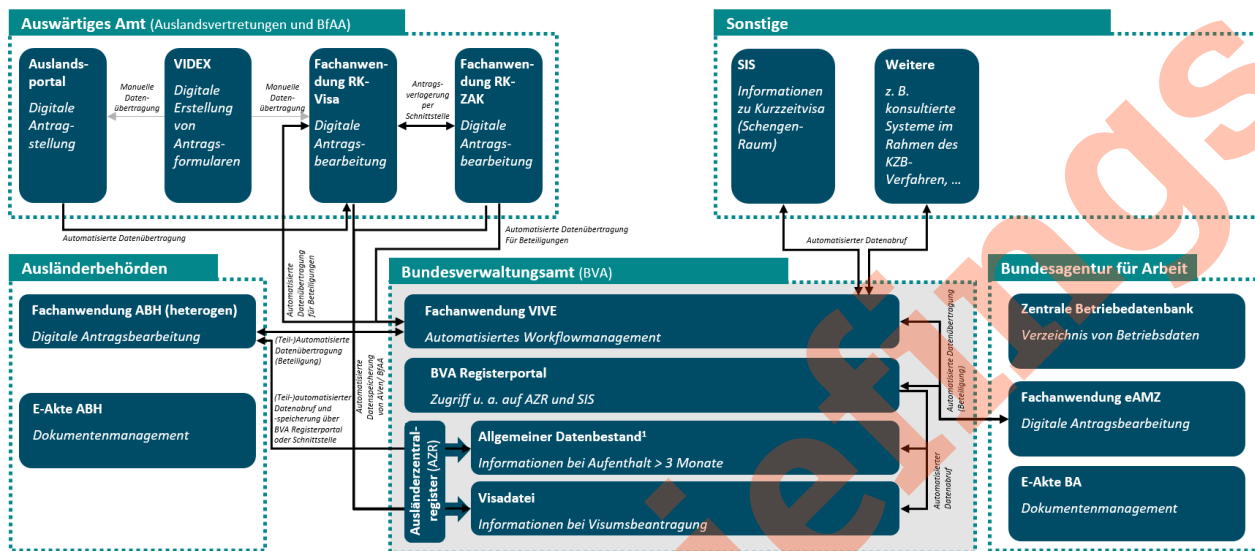 Auswärtiges Amt (Auslandsvertretungen und BfAA)
Auslands-
portal
Digitale
Antrag-
stellung
Manuelle
Daten-
übertragung
VIDEX
Digitale
Erstellung
von
Antrags-
formularen
Manuelle
Daten-
übertragung
Fachanwen-
dung RK-
Visa
Digitale
Antrags-
bearbeitung
Antrags-
verlagerung
per
Schnittstelle
Fachanwen-
dung RK-
ZAK
Digitale
Antrags-
bearbeitung
Automatisierte Datenübertragung
Automatisierte Datenübertragung
Für Beteiligungen
Automatisierte
Datenübertragung
für Beteiligungen
Sonstige
SIS
Informationen
zu Kurzzeitvisa
(Schengen-
Raum)
Weitere
z. B.
konsultierte
Systeme im
Rahmen des
KZB-
Verfahren, ...
Automatisierter Datenabruf
Ausländerbehörden
Fachanwendung ABH (heterogen)
Digitale Antragsbearbeitung
E-Akte ABH
Dokumentenmanagement
(Teil-)Automatisierte
Datenübertragung
(Beteiligung)
(Teil-)automatisierter
Datenabruf und
-speicherung über
BVA Registerportal
oder Schnittstelle
Automatisierte
Datenspeicherung
von AVen/ BfAA
Bundesverwaltungsamt (BVA)
Fachanwendung VIVE
Automatisiertes Workflowmanagement
BVA Registerportal
Zugriff u. a. auf AZR und SIS
Ausländerzentral-
register (AZR)
Allgemeiner Datenbestand¹
Informationen bei Aufenthalt > 3 Monate
Visadatei
Informationen bei Visumsbeantragung
Automatisierte Datenübertragung
(Beteiligung)
Automatisierter
Datenabruf
Bundesagentur für Arbeit
Zentrale Betriebedatenbank
Verzeichnis von Betriebsdaten
Fachanwendung eAMZ
Digitale Antragsbearbeitung
E-Akte BA
Dokumentenmanagement
iefings